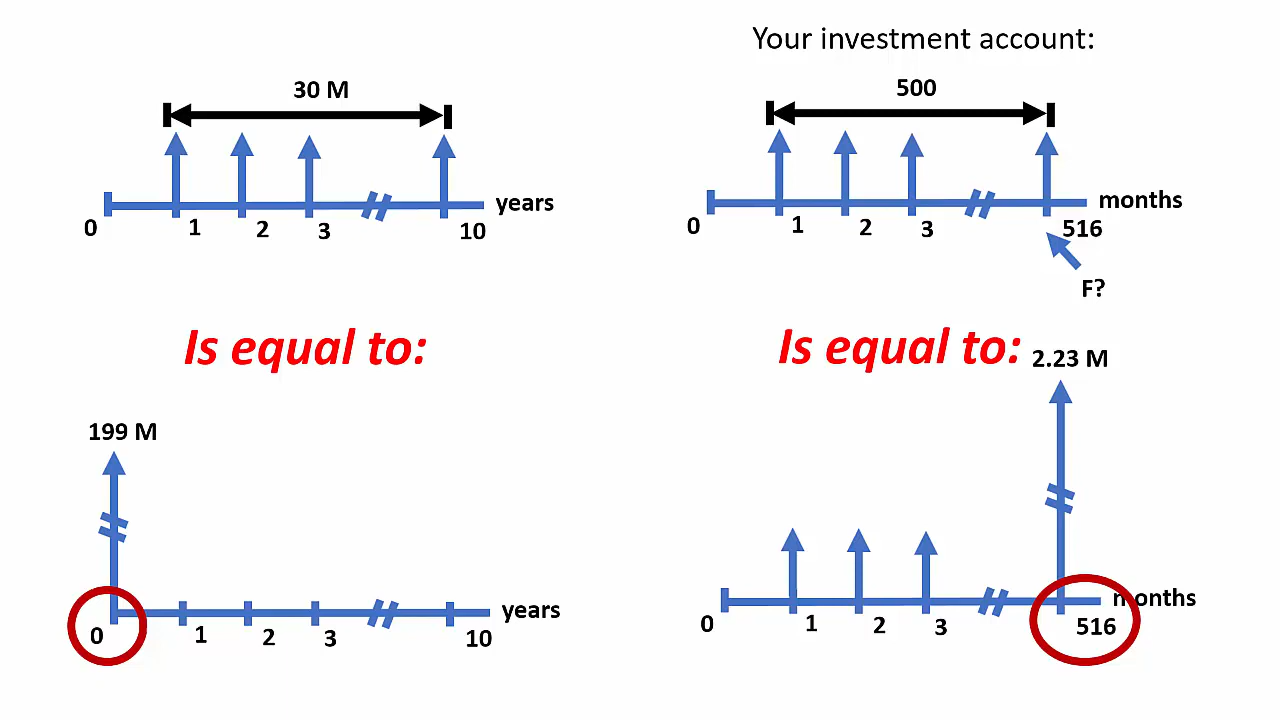 30 M
years
0
1
2
3
10
Is equal to:
199 M
years
0
1
2
3
10
Your investment account:
500
months
0
1
2
3
516
F?
Is equal to:
2.23 M
months
0
1
2
3
516